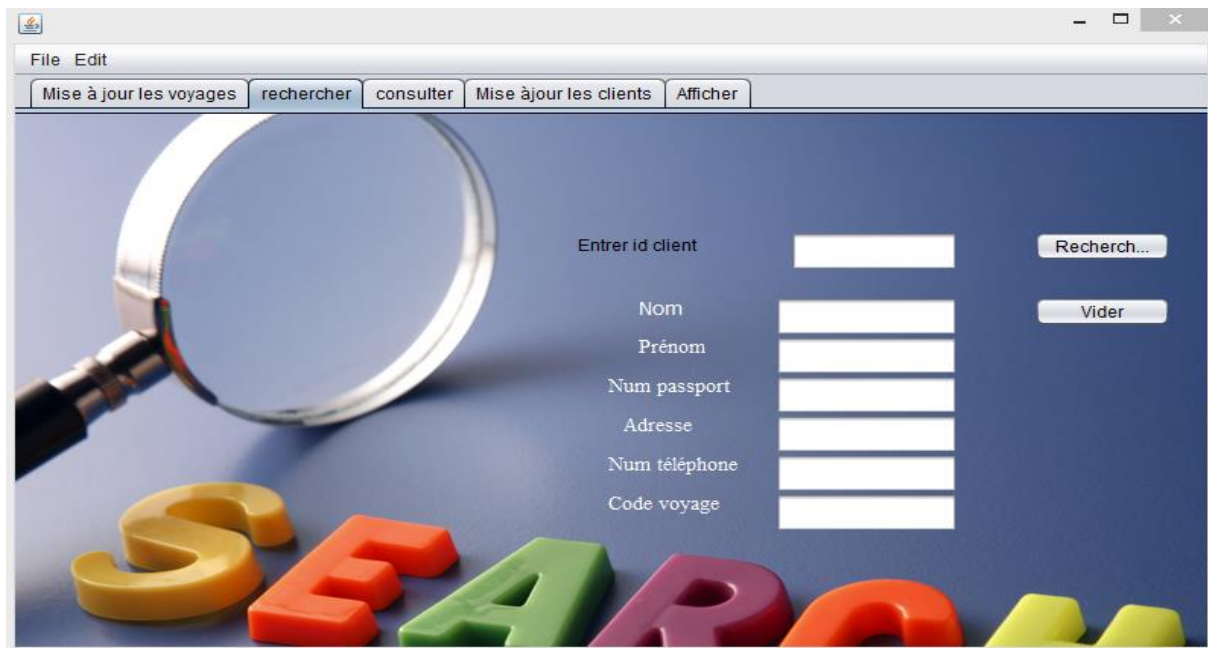 File Edit
Mise à jour les voyages rechercher consulter Mise àjour les clients Afficher
Entrer id client Recherch...
Nom Vider
Prénom
Num passport
Adresse
Num téléphone
Code voyage
SEARCH